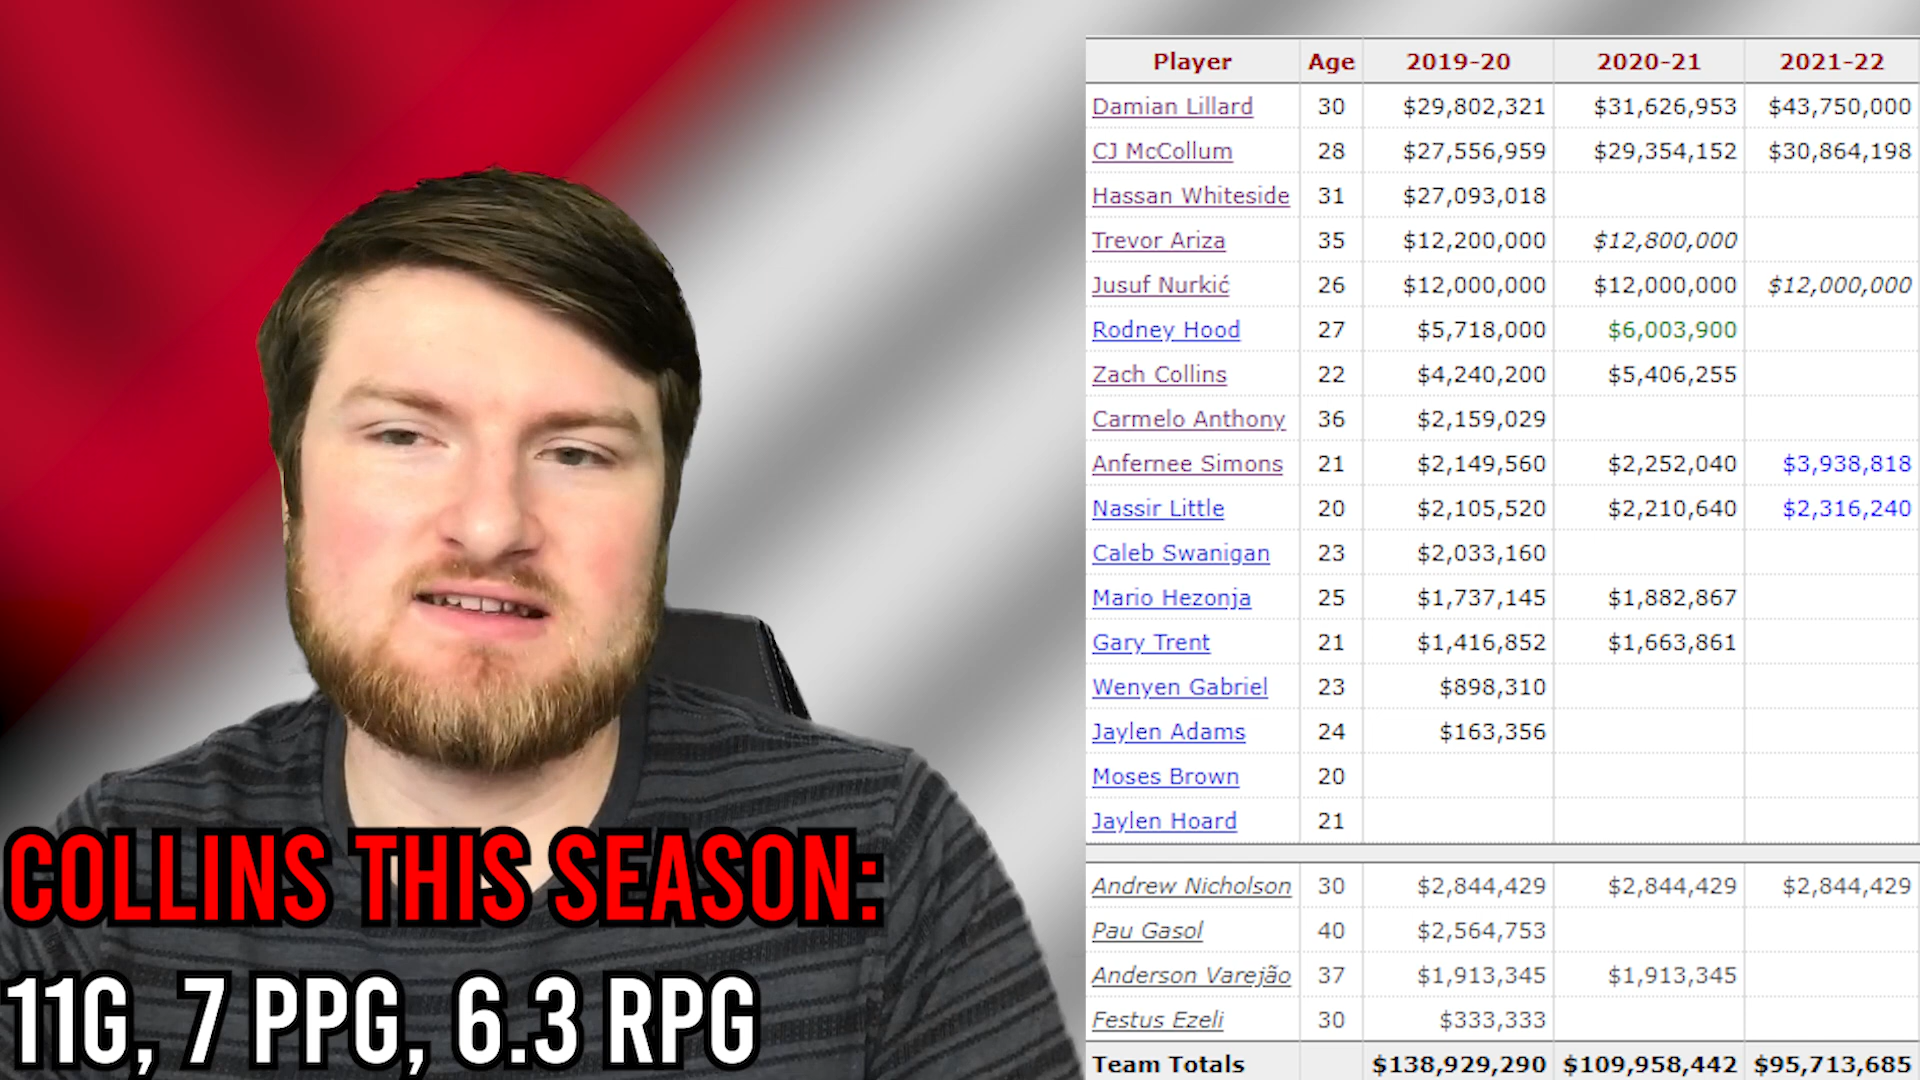 Player Age 2019-20 2020-21 2021-22
Damian Lillard 30 $29,802,321 $31,626,953 $43,750,000
CJ McCollum 28 $27,556,959 $29,354,152 $30,864,198
Hassan Whiteside 31 $27,093,018
Trevor Ariza 35 $12,200,000 $12,800,000
Jusuf Nurkić 26 $12,000,000 $12,000,000 $12,000,000
Rodney Hood 27 $5,718,000 $6,003,900
Zach Collins 22 $4,240,200 $5,406,255
Carmelo Anthony 36 $2,159,029
Anfernee Simons 21 $2,149,560 $2,252,040 $3,938,818
Nassir Little 20 $2,105,520 $2,210,640 $2,316,240
Caleb Swanigan 23 $2,033,160
Mario Hezonja 25 $1,737,145 $1,882,867
Gary Trent 21 $1,416,852 $1,663,861
Wenyen Gabriel 23 $898,310
Jaylen Adams 24 $163,356
Moses Brown 20
Jaylen Hoard 21
Andrew Nicholson 30 $2,844,429 $2,844,429 $2,844,429
Pau Gasol 40 $2,564,753
Anderson Varejão 37 $1,913,345 $1,913,345
Festus Ezeli 30 $333,333
Team Totals $138,929,290 $109,958,442 $95,713,685
COLLINS THIS SEASON:
11G, 7 PPG, 6.3 RPG